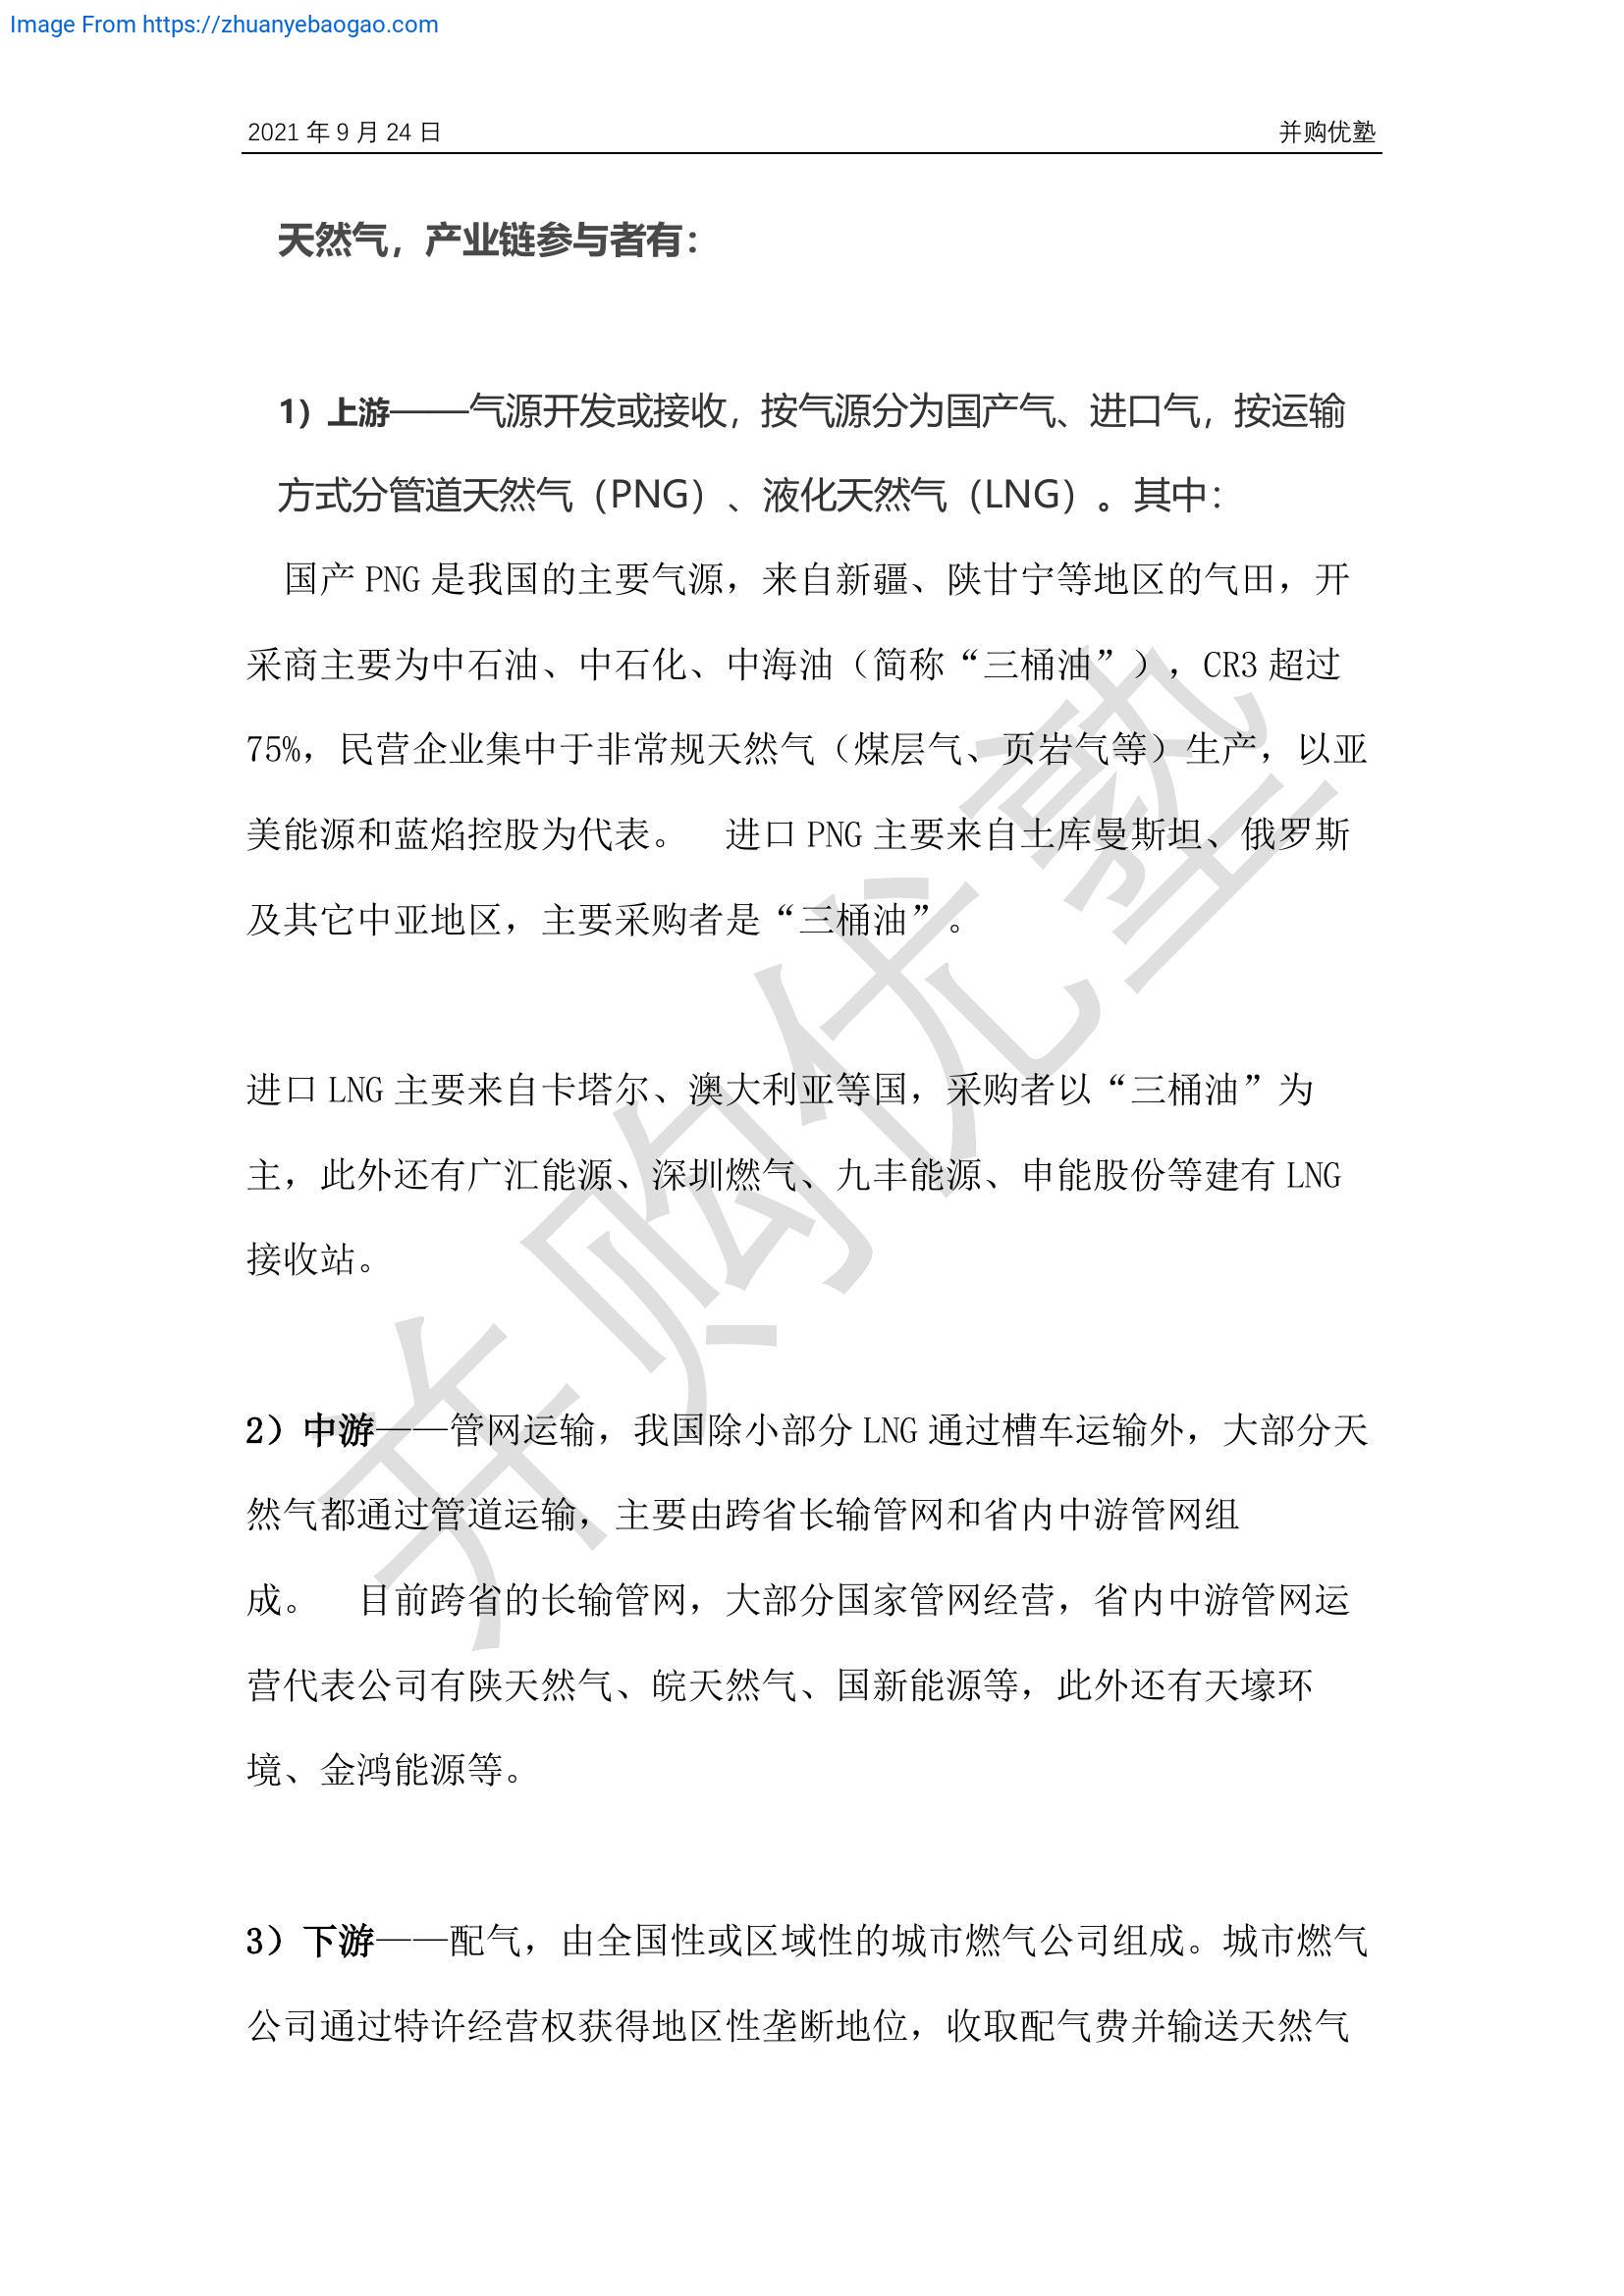 Image From https://zhuanyebaogao.com
2021 年 9 月 24 日 并购优塾
天然气，产业链参与者有：
1）上游——气源开发或接收，按气源分为国产气、进口气，按运输
方式分管道天然气（PNG）、液化天然气（LNG）。其中：
国产 PNG 是我国的主要气源，来自新疆、陕甘宁等地区的气田，开
采商主要为中石油、中石化、中海油（简称“三桶油”），CR3 超过
75%，民营企业集中于非常规天然气（煤层气、页岩气等）生产，以亚
美能源和蓝焰控股为代表。 进口 PNG 主要来自土库曼斯坦、俄罗斯
及其它中亚地区，主要采购者是“三桶油”。
进口 LNG 主要来自卡塔尔、澳大利亚等国，采购者以“三桶油”为
主，此外还有广汇能源、深圳燃气、九丰能源、申能股份等建有 LNG
接收站。
2）中游——管网运输，我国除小部分 LNG 通过槽车运输外，大部分天
然气都通过管道运输，主要由跨省长输管网和省内中游管网组
成。 目前跨省的长输管网，大部分国家管网经营，省内中游管网运
营代表公司有陕天然气、皖天然气、国新能源等，此外还有天壕环
境、金鸿能源等。
3）下游——配气，由全国性或区域性的城市燃气公司组成。城市燃气
公司通过特许经营权获得地区性垄断地位，收取配气费并输送天然气
并购优塾